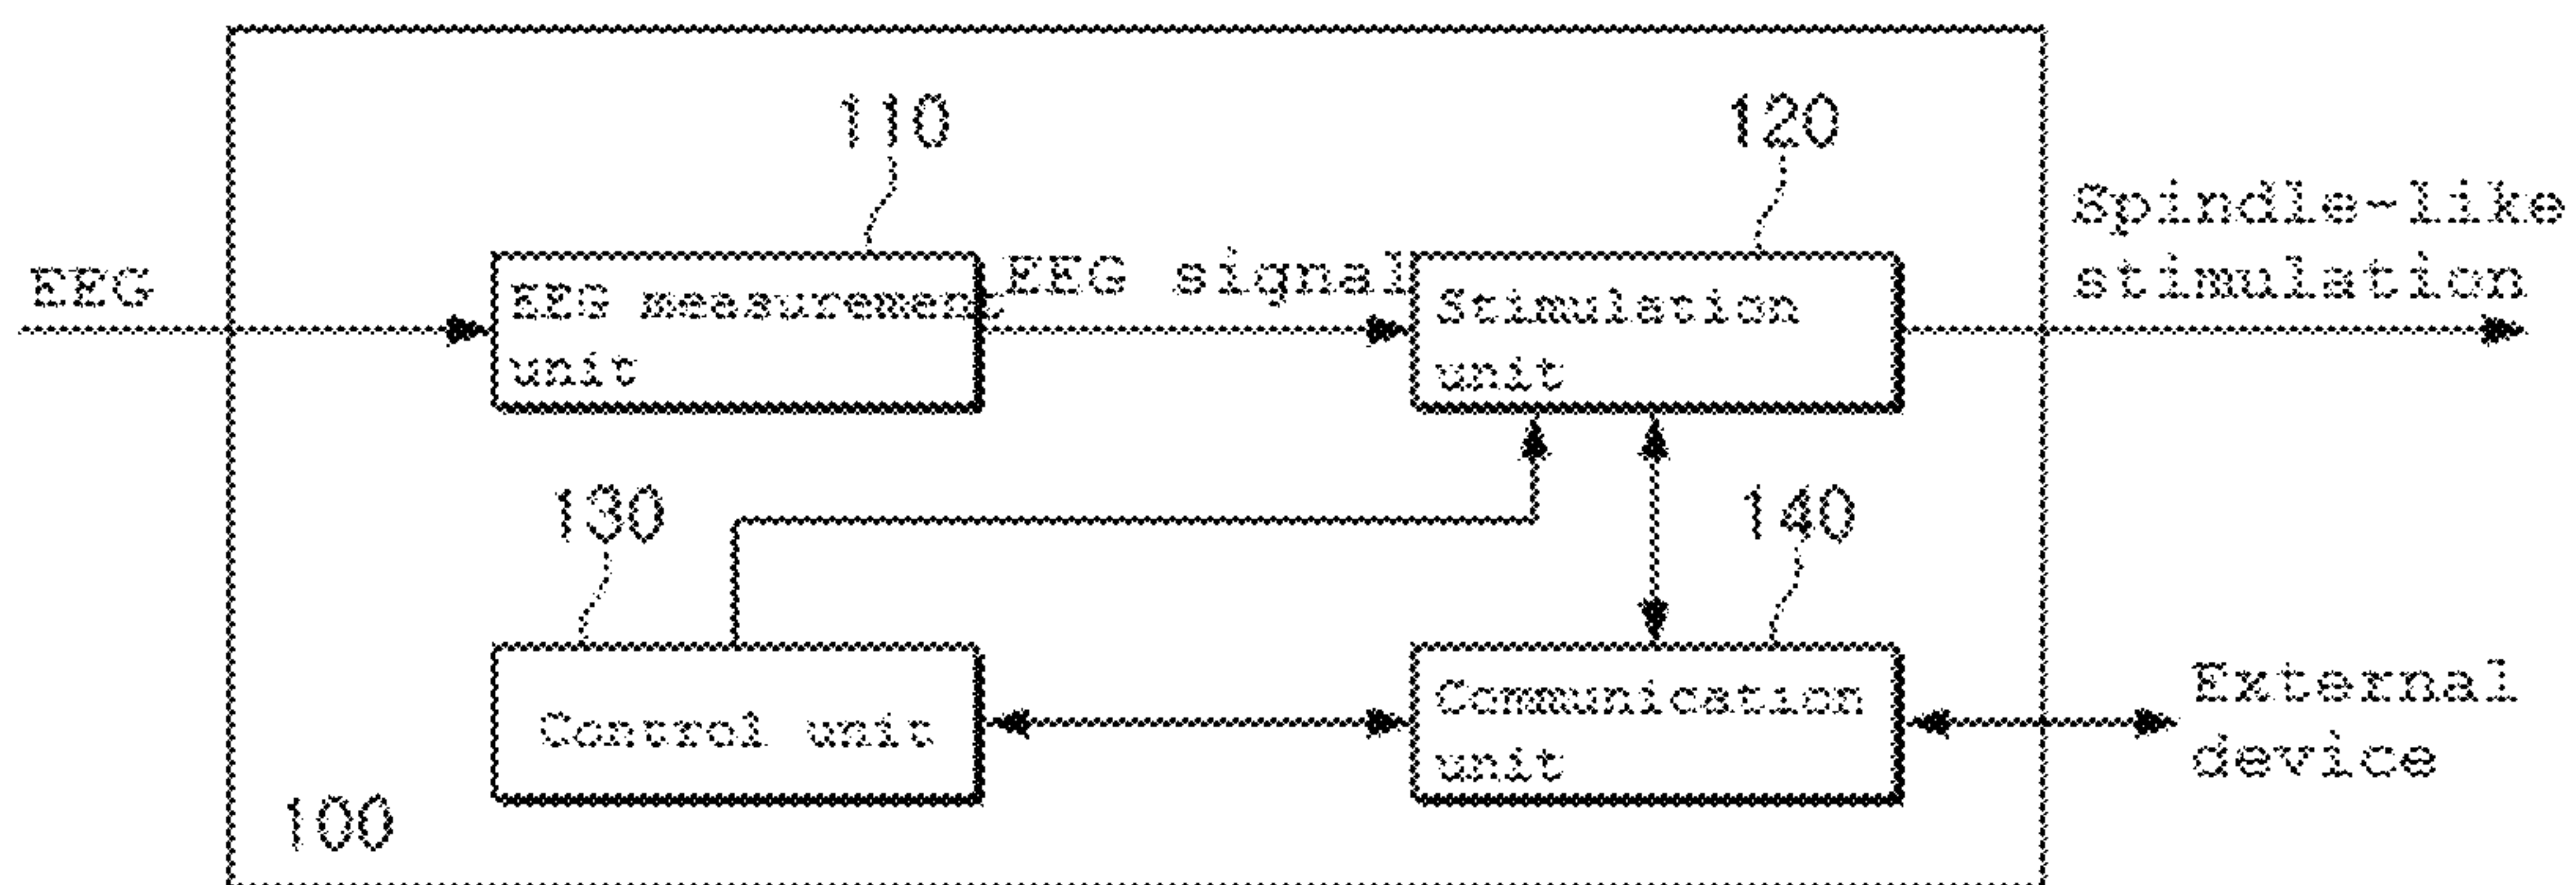 110
120
Spindle-like
stimulation
EEG
EEG measurement
unit
EEG signal
Stimulation
unit
130
140
Control unit
Communication
unit
External
device
100